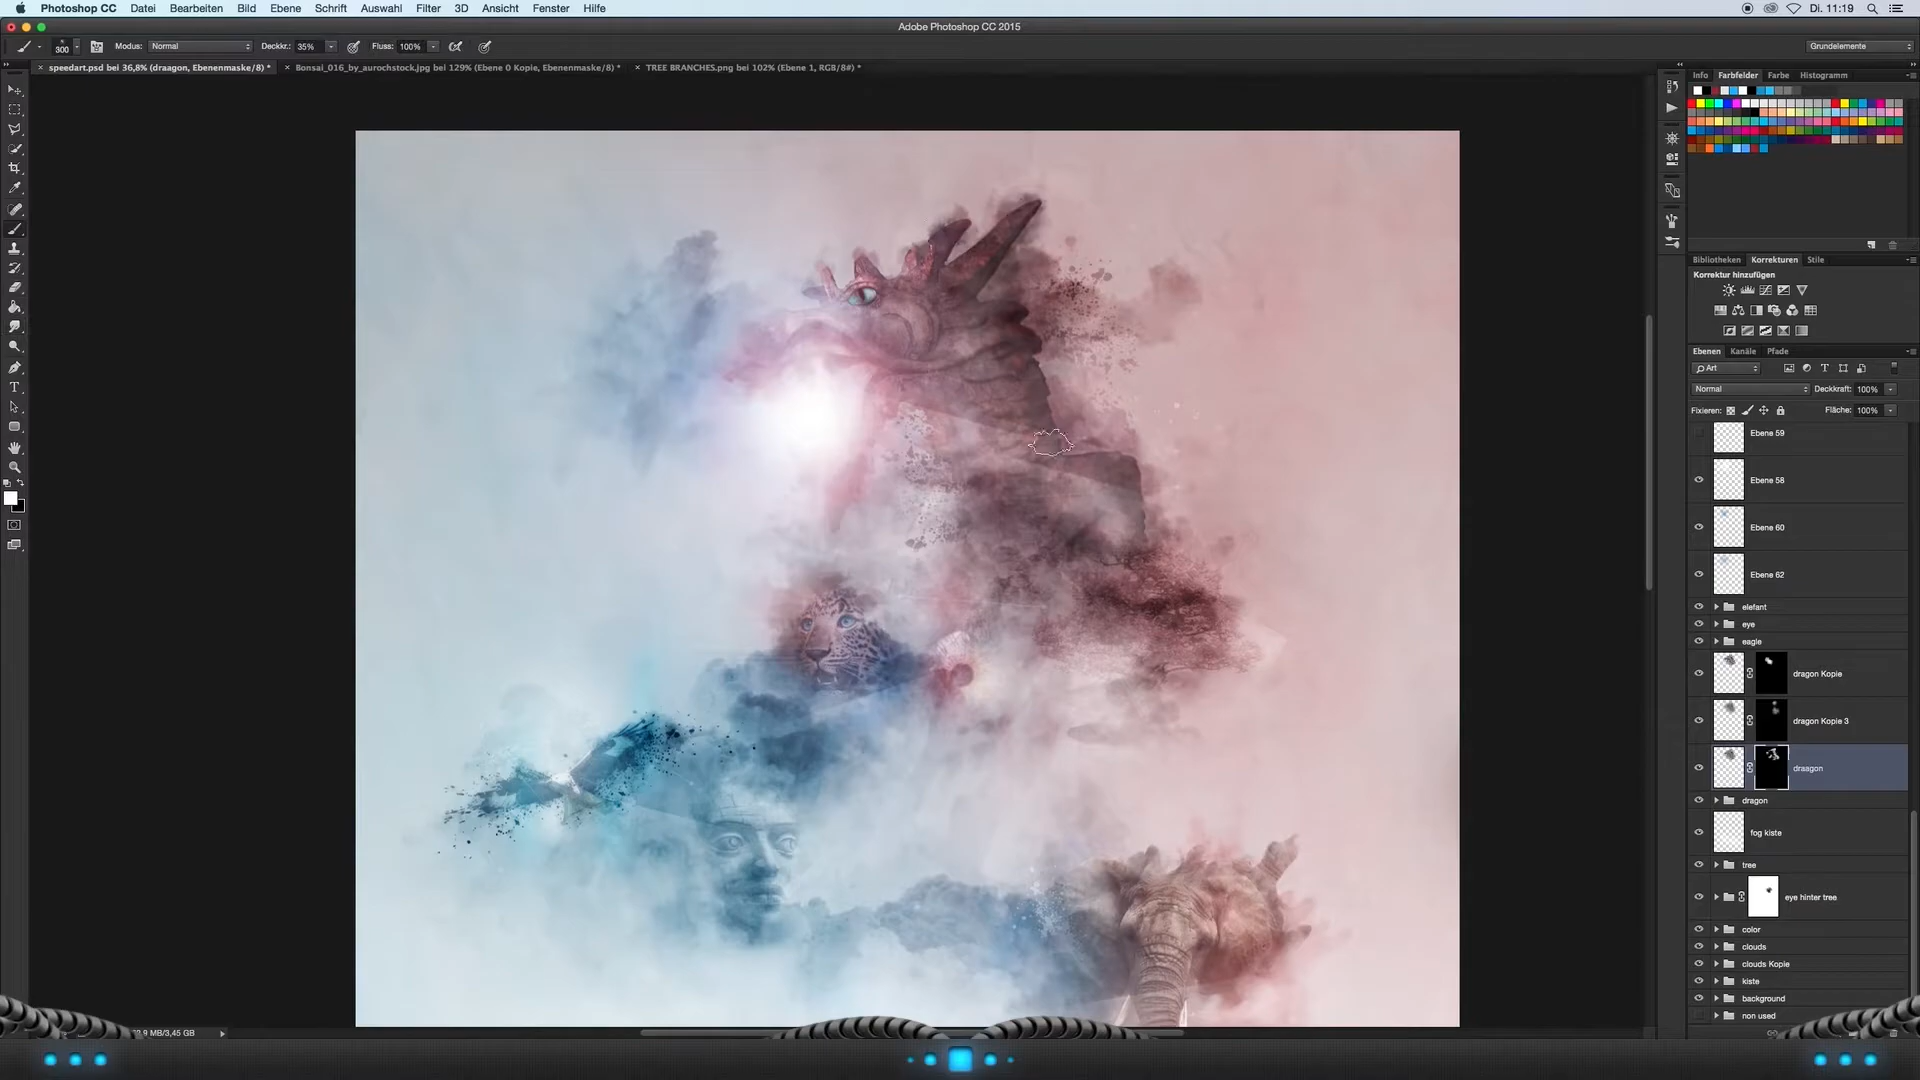 Photoshop CC Datei Bearbeiten Bild Ebene Schrift Auswahl Filter 3D Ansicht Fenster Hilfe Di. 11:19
Adobe Photoshop CC 2015
300 Modus: Normal Deckkr.: 35% Fluss: 100% Grundelemente
× speedart.psd bei 36,8% (draagon, Ebenenmaske/8) * × Bonsai_016_by_aurochstock.jpg bei 129% (Ebene 0 Kopie, Ebenenmaske/8) * × TREE BRANCHES.png bei 102% (Ebene 1, RGB/8#) *
Info Farbfelder Farbe Histogramm
Bibliotheken Korrekturen Stile
Korrektur hinzufügen
Ebenen Kanäle Pfade
Art
Normal Deckkraft: 100%
Fixieren: Fläche: 100%
Ebene 59
Ebene 58
Ebene 60
Ebene 62
elefant
eye
eagle
dragon Kopie
dragon Kopie 3
draagon
dragon
fog kiste
tree
eye hinter tree
color
clouds
clouds Kopie
kiste
background
non used
MB/3,45 GB